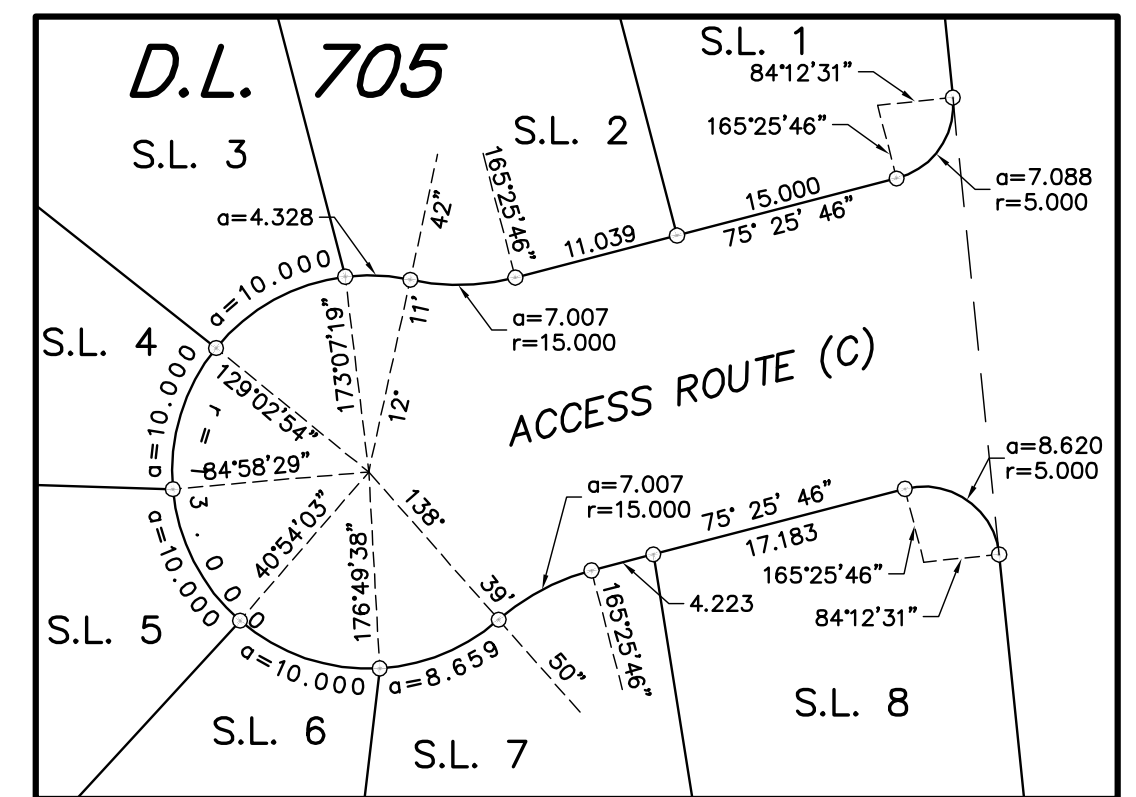 D.L. 705
S.L. 1
84°12'31"
165°25'46"
S.L. 2
S.L. 3
a=7.088
r=5.000
15.000
75° 25' 46"
165°25'46"
11.039
12° 11' 42"
a=4.328
a=10.000
a=7.007
r=15.000
173°07'19"
S.L. 4
129°02'54"
a=10.000
r = 13.000
84°58'29"
ACCESS ROUTE (C)
a=8.620
r=5.000
a=7.007
r=15.000
75° 25' 46"
17.183
138° 39' 50"
40°54'03"
176°49'38"
a=10.000
165°25'46"
84°12'31"
4.223
165°25'46"
S.L. 5
a=10.000
a=8.659
S.L. 6
S.L. 7
S.L. 8